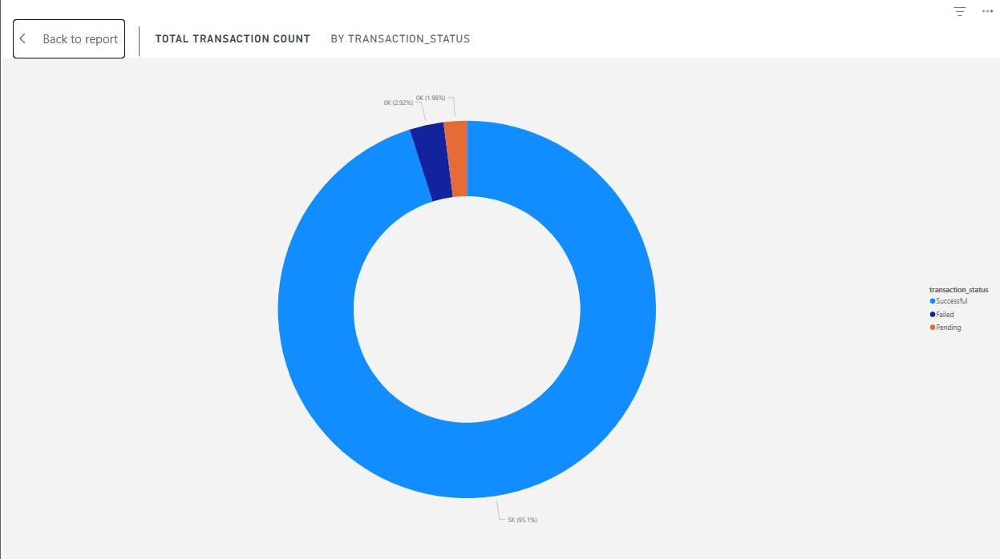 Back to report
TOTAL TRANSACTION COUNT BY TRANSACTION_STATUS
0K (2.92%)
0K (1.98%)
transaction_status
Successful
Failed
Pending
5K (95.1%)